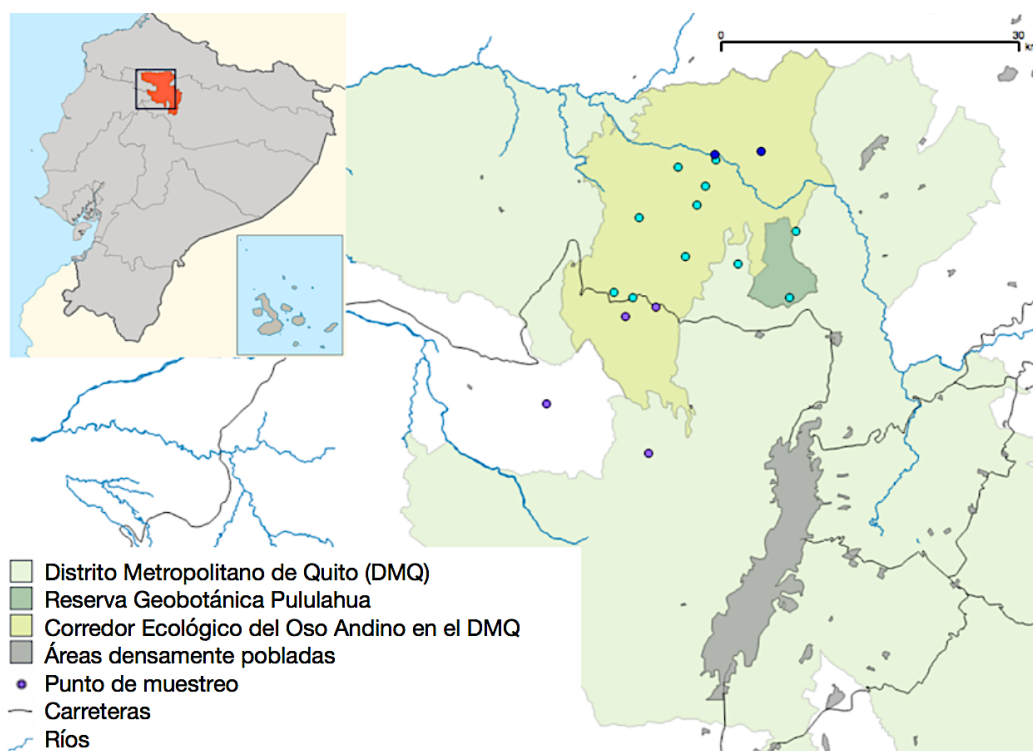 0 30
km
Distrito Metropolitano de Quito (DMQ)
Reserva Geobotánica Pululahua
Corredor Ecológico del Oso Andino en el DMQ
Áreas densamente pobladas
Punto de muestreo
Carreteras
Ríos